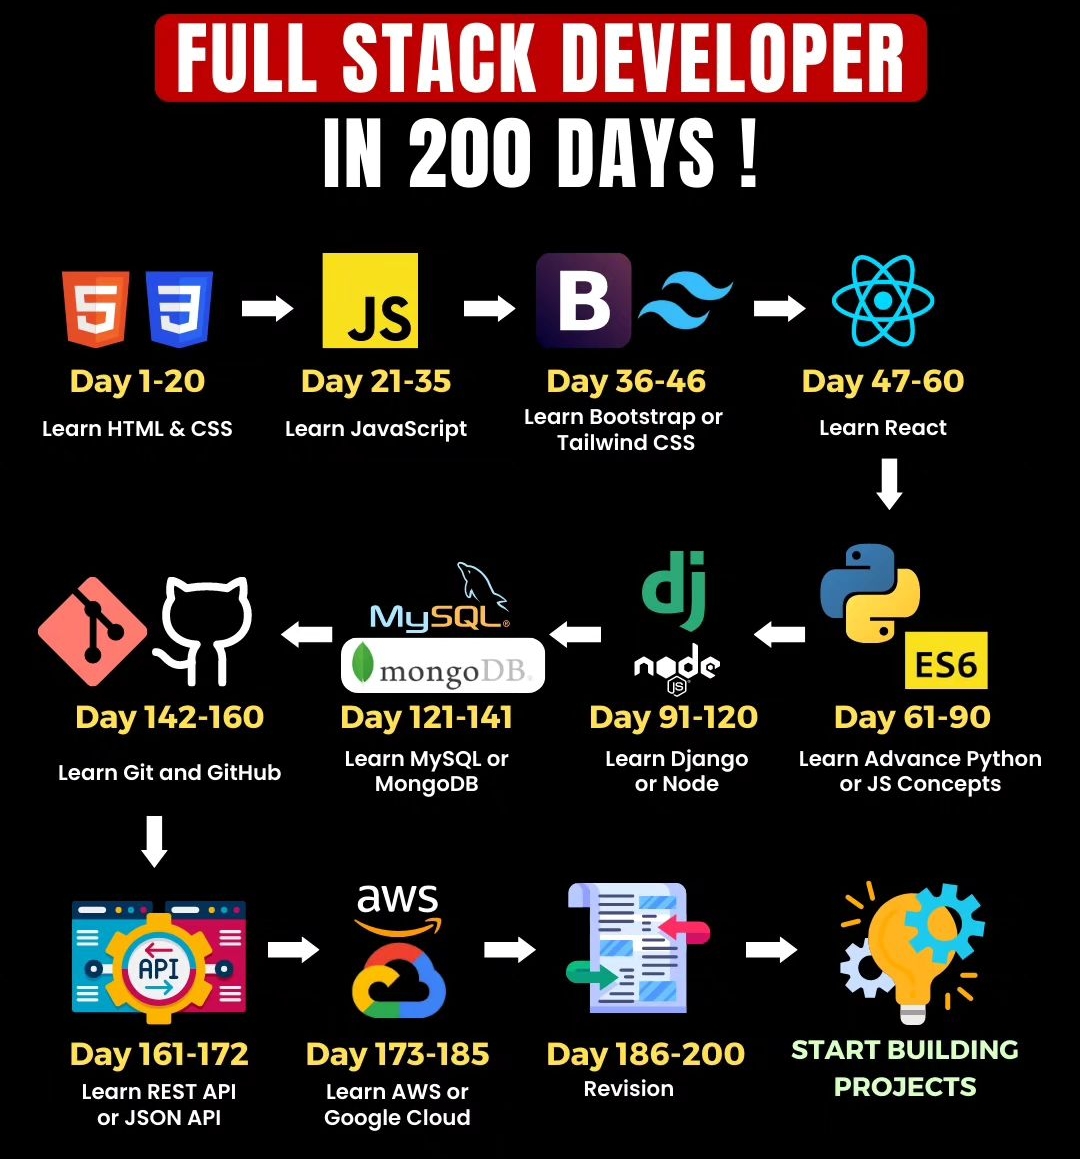 FULL STACK DEVELOPER
IN 200 DAYS !
5
3
JS
B
Day 1-20
Day 21-35
Day 36-46
Day 47-60
Learn HTML & CSS
Learn JavaScript
Learn Bootstrap or
Tailwind CSS
Learn React
MySQL®
mongoDB.
dj
node
JS
ES6
Day 142-160
Day 121-141
Day 91-120
Day 61-90
Learn Git and GitHub
Learn MySQL or
MongoDB
Learn Django
or Node
Learn Advance Python
or JS Concepts
API
aws
Day 161-172
Day 173-185
Day 186-200
START BUILDING
PROJECTS
Learn REST API
or JSON API
Learn AWS or
Google Cloud
Revision